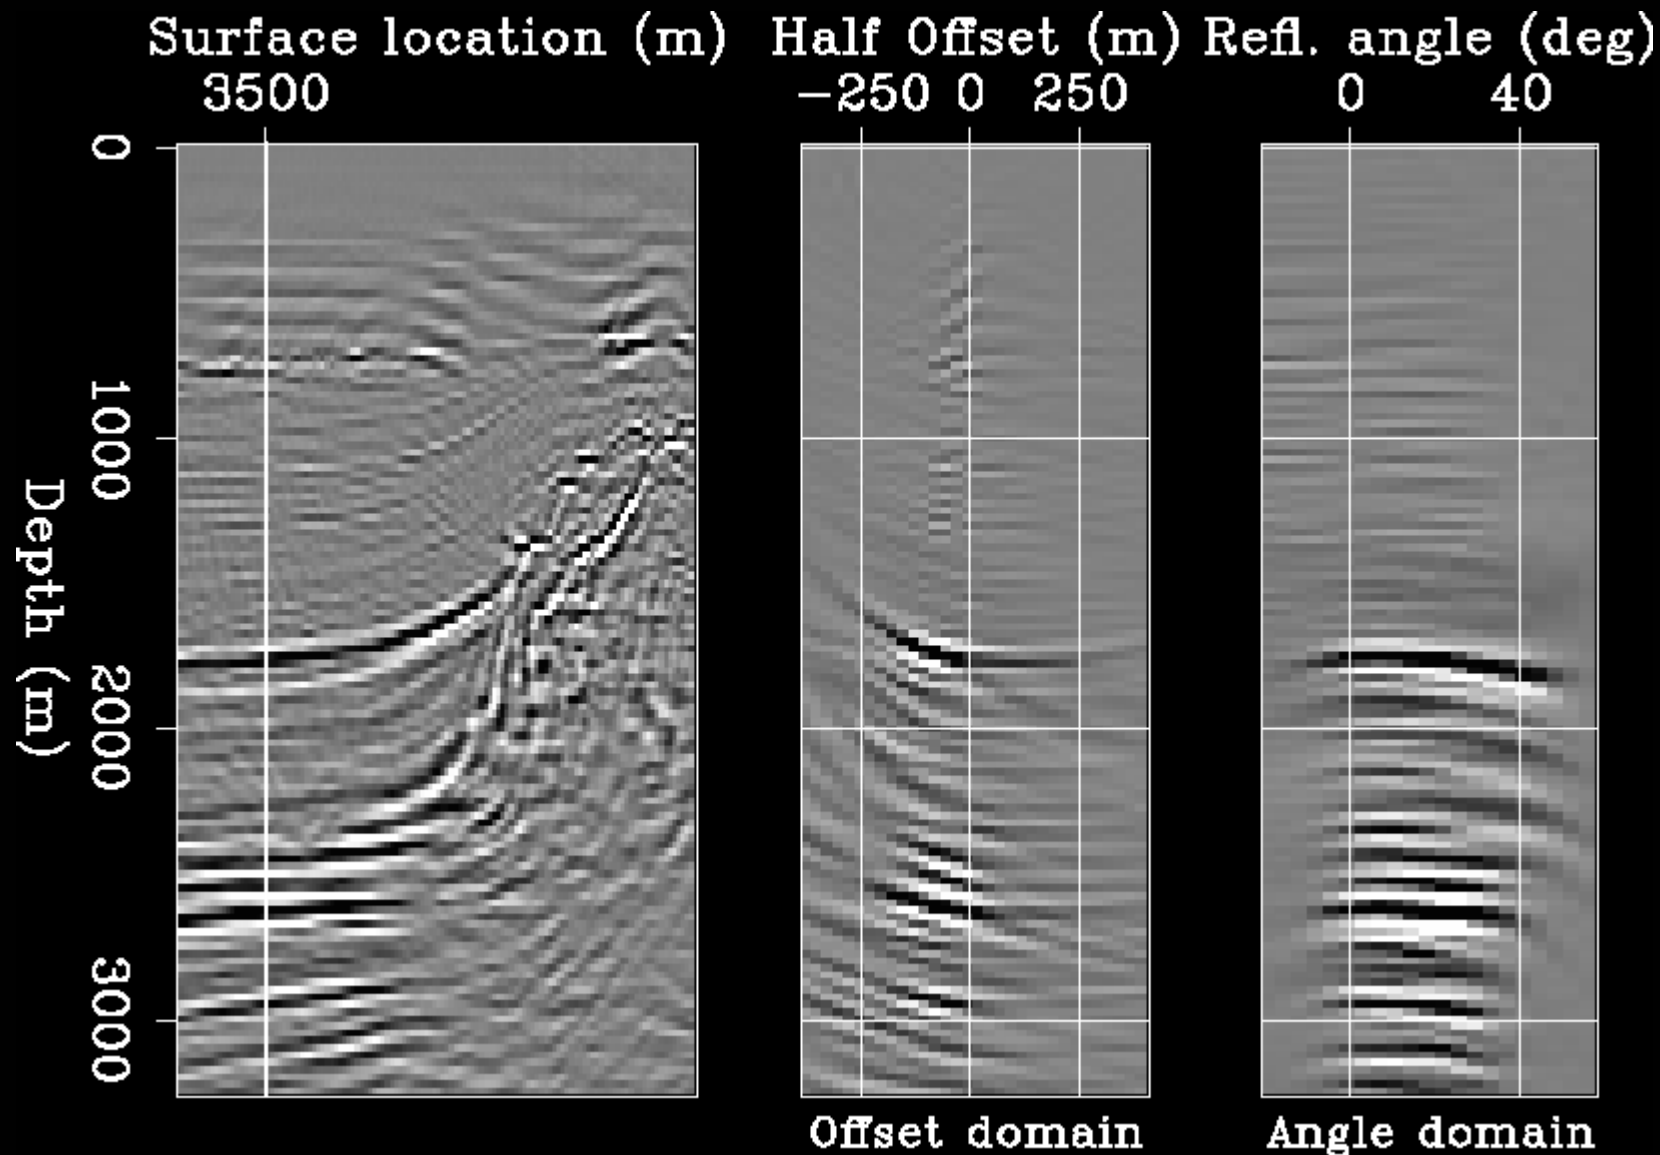 Surface location (m) Half Offset (m) Refl. angle (deg)
3500 −250 0 250 0 40
0
1000
2000
3000
Depth (m)
Offset domain Angle domain